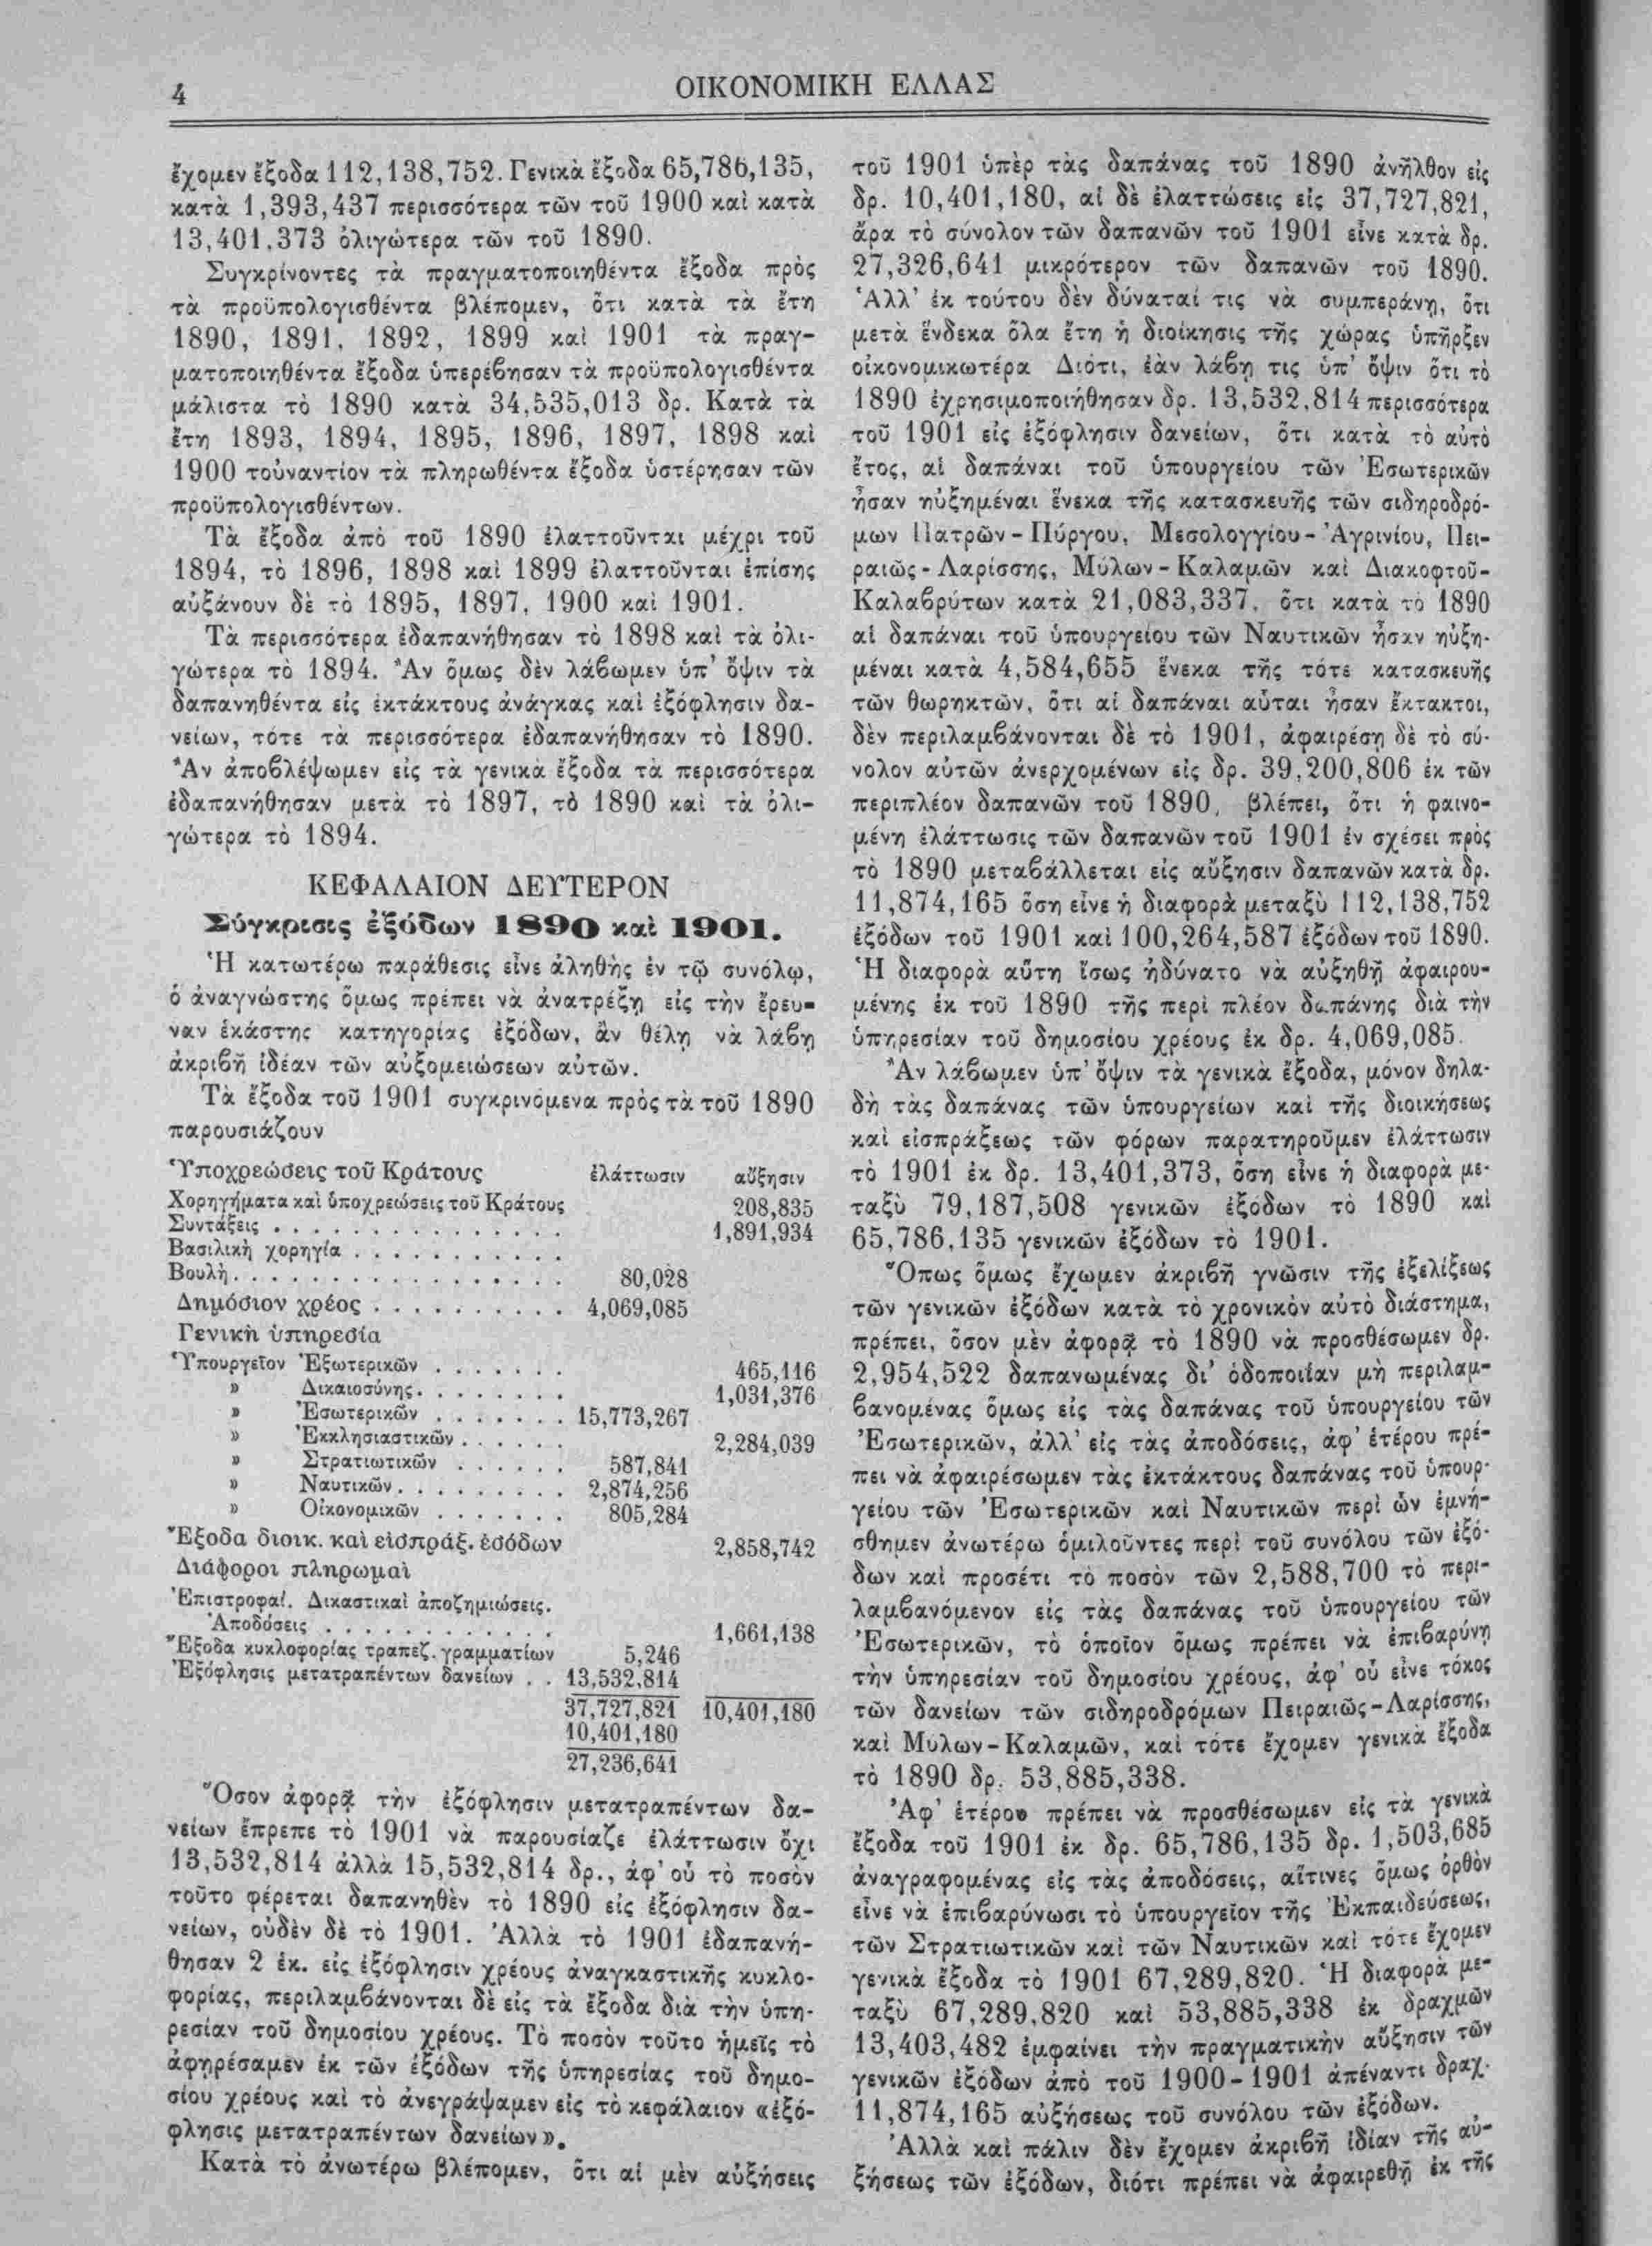 4
ΟΙΚΟΝΟΜΙΚΗ ΕΛΛΑΣ
ἔχομεν ἔξοδα 112,138,752. Γενικὰ ἔξοδα 65,786,135,
κατὰ 1,393,437 περισσότερα τῶν τοῦ 1900 καὶ κατὰ
13,401,373 ὀλιγώτερα τῶν τοῦ 1890.
Συγκρίνοντες τὰ πραγματοποιηθέντα ἔξοδα πρὸς
τὰ προϋπολογισθέντα βλέπομεν, ὅτι κατὰ τὰ ἔτη
1890, 1891, 1892, 1899 καὶ 1901 τὰ πραγ-
ματοποιηθέντα ἔξοδα ὑπερέβησαν τὰ προϋπολογισθέντα
μάλιστα τὸ 1890 κατὰ 34,535,013 δρ. Κατὰ τὰ
ἔτη 1893, 1894, 1895, 1896, 1897, 1898 καὶ
1900 τοὐναντίον τὰ πληρωθέντα ἔξοδα ὑστέρησαν τῶν
προϋπολογισθέντων.
Τὰ ἔξοδα ἀπὸ τοῦ 1890 ἐλαττοῦνται μέχρι τοῦ
1894, τὸ 1896, 1898 καὶ 1899 ἐλαττοῦνται ἐπίσης
αὐξάνουν δὲ τὸ 1895, 1897, 1900 καὶ 1901.
Τὰ περισσότερα ἐδαπανήθησαν τὸ 1898 καὶ τὰ ὀλι-
γώτερα τὸ 1894. Ἂν ὅμως δὲν λάβωμεν ὑπ' ὄψιν τὰ
δαπανηθέντα εἰς ἐκτάκτους ἀνάγκας καὶ ἐξόφλησιν δα-
νείων, τότε τὰ περισσότερα ἐδαπανήθησαν τὸ 1890.
Ἂν ἀποβλέψωμεν εἰς τὰ γενικὰ ἔξοδα τὰ περισσότερα
ἐδαπανήθησαν μετὰ τὸ 1897, τὸ 1890 καὶ τὰ ὀλι-
γώτερα τὸ 1894.
ΚΕΦΑΛΑΙΟΝ ΔΕΥΤΕΡΟΝ
Σύγκρισις ἐξόδων 1890 καὶ 1901.
Ἡ κατωτέρω παράθεσις εἶνε ἀληθὴς ἐν τῷ συνόλῳ,
ὁ ἀναγνώστης ὅμως πρέπει νὰ ἀνατρέξῃ εἰς τὴν ἔρευ-
ναν ἑκάστης κατηγορίας ἐξόδων, ἂν θέλῃ νὰ λάβῃ
ἀκριβῆ ἰδέαν τῶν αὐξομειώσεων αὐτῶν.
Τὰ ἔξοδα τοῦ 1901 συγκρινόμενα πρὸς τὰ τοῦ 1890
παρουσιάζουν
Ὑποχρεώσεις τοῦ Κράτους ἐλάττωσιν αὔξησιν
Χορηγήματα καὶ ὑποχρεώσεις τοῦ Κράτους 208,835
Συντάξεις . . . . . . . . . . . . . . . 1,891,934
Βασιλικὴ χορηγία . . . . . . . . . . .
Βουλὴ . . . . . . . . . . . . . . . . . 80,028
Δημόσιον χρέος . . . . . . . . . . 4,069,085
Γενικὴ ὑπηρεσία
Ὑπουργεῖον Ἐξωτερικῶν . . . . . . . 465,116
» Δικαιοσύνης . . . . . . . . 1,031,376
» Ἐσωτερικῶν . . . . . . . 15,773,267
» Ἐκκλησιαστικῶν . . . . . . 2,284,039
» Στρατιωτικῶν . . . . . . 587,841
» Ναυτικῶν . . . . . . . . . 2,874,256
» Οἰκονομικῶν . . . . . . . 805,284
Ἔξοδα διοικ. καὶ εἰσπράξ. ἐσόδων 2,858,742
Διάφοροι πληρωμαὶ
Ἐπιστροφαί. Δικαστικαὶ ἀποζημιώσεις.
Ἀποδόσεις . . . . . . . . . . . . 1,661,138
Ἔξοδα κυκλοφορίας τραπεζ. γραμματίων 5,246
Ἐξόφλησις μετατραπέντων δανείων . . 13,532,814
37,727,821 10,401,180
10,401,180
27,236,641
Ὅσον ἀφορᾷ τὴν ἐξόφλησιν μετατραπέντων δα-
νείων ἔπρεπε τὸ 1901 νὰ παρουσίαζε ἐλάττωσιν ὄχι
13,532,814 ἀλλὰ 15,532,814 δρ., ἀφ' οὗ τὸ ποσὸν
τοῦτο φέρεται δαπανηθὲν τὸ 1890 εἰς ἐξόφλησιν δα-
νείων, οὐδὲν δὲ τὸ 1901. Ἀλλὰ τὸ 1901 ἐδαπανή-
θησαν 2 ἑκ. εἰς ἐξόφλησιν χρέους ἀναγκαστικῆς κυκλο-
φορίας, περιλαμβάνονται δὲ εἰς τὰ ἔξοδα διὰ τὴν ὑπη-
ρεσίαν τοῦ δημοσίου χρέους. Τὸ ποσὸν τοῦτο ἡμεῖς τὸ
ἀφῃρέσαμεν ἐκ τῶν ἐξόδων τῆς ὑπηρεσίας τοῦ δημο-
σίου χρέους καὶ τὸ ἀνεγράψαμεν εἰς τὸ κεφάλαιον «ἐξό-
φλησις μετατραπέντων δανείων».
Κατὰ τὸ ἀνωτέρω βλέπομεν, ὅτι αἱ μὲν αὐξήσεις
τοῦ 1901 ὑπὲρ τὰς δαπάνας τοῦ 1890 ἀνῆλθον εἰς
δρ. 10,401,180, αἱ δὲ ἐλαττώσεις εἰς 37,727,821,
ἄρα τὸ σύνολον τῶν δαπανῶν τοῦ 1901 εἶνε κατὰ δρ.
27,326,641 μικρότερον τῶν δαπανῶν τοῦ 1890.
Ἀλλ' ἐκ τούτου δὲν δύναταί τις νὰ συμπεράνῃ, ὅτι
μετὰ ἕνδεκα ὅλα ἔτη ἡ διοίκησις τῆς χώρας ὑπῆρξεν
οἰκονομικωτέρα Διότι, ἐὰν λάβῃ τις ὑπ' ὄψιν ὅτι τὸ
1890 ἐχρησιμοποιήθησαν δρ. 13,532,814 περισσότερα
τοῦ 1901 εἰς ἐξόφλησιν δανείων, ὅτι κατὰ τὸ αὐτὸ
ἔτος, αἱ δαπάναι τοῦ ὑπουργείου τῶν Ἐσωτερικῶν
ἦσαν ηὐξημέναι ἕνεκα τῆς κατασκευῆς τῶν σιδηροδρό-
μων Πατρῶν - Πύργου, Μεσολογγίου - Ἀγρινίου, Πει-
ραιῶς - Λαρίσσης, Μύλων - Καλαμῶν καὶ Διακοφτοῦ-
Καλαβρύτων κατὰ 21,083,337, ὅτι κατὰ τὸ 1890
αἱ δαπάναι τοῦ ὑπουργείου τῶν Ναυτικῶν ἦσαν ηὐξη-
μέναι κατὰ 4,584,655 ἕνεκα τῆς τότε κατασκευῆς
τῶν θωρηκτῶν, ὅτι αἱ δαπάναι αὗται ἦσαν ἔκτακτοι,
δὲν περιλαμβάνονται δὲ τὸ 1901, ἀφαιρέσῃ δὲ τὸ σύ-
νολον αὐτῶν ἀνερχομένων εἰς δρ. 39,200,806 ἐκ τῶν
περιπλέον δαπανῶν τοῦ 1890, βλέπει, ὅτι ἡ φαινο-
μένη ἐλάττωσις τῶν δαπανῶν τοῦ 1901 ἐν σχέσει πρὸς
τὸ 1890 μεταβάλλεται εἰς αὔξησιν δαπανῶν κατὰ δρ.
11,874,165 ὅση εἶνε ἡ διαφορὰ μεταξὺ 112,138,752
ἐξόδων τοῦ 1901 καὶ 100,264,587 ἐξόδων τοῦ 1890.
Ἡ διαφορὰ αὕτη ἴσως ἠδύνατο νὰ αὐξηθῇ ἀφαιρου-
μένης ἐκ τοῦ 1890 τῆς περὶ πλέον δαπάνης διὰ τὴν
ὑπηρεσίαν τοῦ δημοσίου χρέους ἐκ δρ. 4,069,085.
Ἂν λάβωμεν ὑπ' ὄψιν τὰ γενικὰ ἔξοδα, μόνον δηλα-
δὴ τὰς δαπάνας τῶν ὑπουργείων καὶ τῆς διοικήσεως
καὶ εἰσπράξεως τῶν φόρων παρατηροῦμεν ἐλάττωσιν
τὸ 1901 ἐκ δρ. 13,401,373, ὅση εἶνε ἡ διαφορὰ με-
ταξὺ 79,187,508 γενικῶν ἐξόδων τὸ 1890 καὶ
65,786,135 γενικῶν ἐξόδων τὸ 1901.
Ὅπως ὅμως ἔχωμεν ἀκριβῆ γνῶσιν τῆς ἐξελίξεως
τῶν γενικῶν ἐξόδων κατὰ τὸ χρονικὸν αὐτὸ διάστημα,
πρέπει, ὅσον μὲν ἀφορᾷ τὸ 1890 νὰ προσθέσωμεν δρ.
2,954,522 δαπανωμένας δι' ὁδοποιΐαν μὴ περιλαμ-
βανομένας ὅμως εἰς τὰς δαπάνας τοῦ ὑπουργείου τῶν
Ἐσωτερικῶν, ἀλλ' εἰς τὰς ἀποδόσεις, ἀφ' ἑτέρου πρέ-
πει νὰ ἀφαιρέσωμεν τὰς ἐκτάκτους δαπάνας τοῦ ὑπουρ-
γείου τῶν Ἐσωτερικῶν καὶ Ναυτικῶν περὶ ὧν ἐμνή-
σθημεν ἀνωτέρω ὁμιλοῦντες περὶ τοῦ συνόλου τῶν ἐξό-
δων καὶ προσέτι τὸ ποσὸν τῶν 2,588,700 τὸ περι-
λαμβανόμενον εἰς τὰς δαπάνας τοῦ ὑπουργείου τῶν
Ἐσωτερικῶν, τὸ ὁποῖον ὅμως πρέπει νὰ ἐπιβαρύνῃ
τὴν ὑπηρεσίαν τοῦ δημοσίου χρέους, ἀφ' οὗ εἶνε τόκος
τῶν δανείων τῶν σιδηροδρόμων Πειραιῶς - Λαρίσσης,
καὶ Μυλων - Καλαμῶν, καὶ τότε ἔχομεν γενικὰ ἔξοδα
τὸ 1890 δρ. 53,885,338.
Ἀφ' ἑτέρου πρέπει νὰ προσθέσωμεν εἰς τὰ γενικὰ
ἔξοδα τοῦ 1901 ἐκ δρ. 65,786,135 δρ. 1,503,685
ἀναγραφομένας εἰς τὰς ἀποδόσεις, αἵτινες ὅμως ὀρθὸν
εἶνε νὰ ἐπιβαρύνωσι τὸ ὑπουργεῖον τῆς Ἐκπαιδεύσεως,
τῶν Στρατιωτικῶν καὶ τῶν Ναυτικῶν καὶ τότε ἔχομεν
γενικὰ ἔξοδα τὸ 1901 67,289,820. Ἡ διαφορὰ με-
ταξὺ 67,289,820 καὶ 53,885,338 ἐκ δραχμῶν
13,403,482 ἐμφαίνει τὴν πραγματικὴν αὔξησιν τῶν
γενικῶν ἐξόδων ἀπὸ τοῦ 1900 - 1901 ἀπέναντι δραχ.
11,874,165 αὐξήσεως τοῦ συνόλου τῶν ἐξόδων.
Ἀλλὰ καὶ πάλιν δὲν ἔχομεν ἀκριβῆ ἰδίαν τῆς αὐ-
ξήσεως τῶν ἐξόδων, διότι πρέπει νὰ ἀφαιρεθῇ ἐκ τῆς